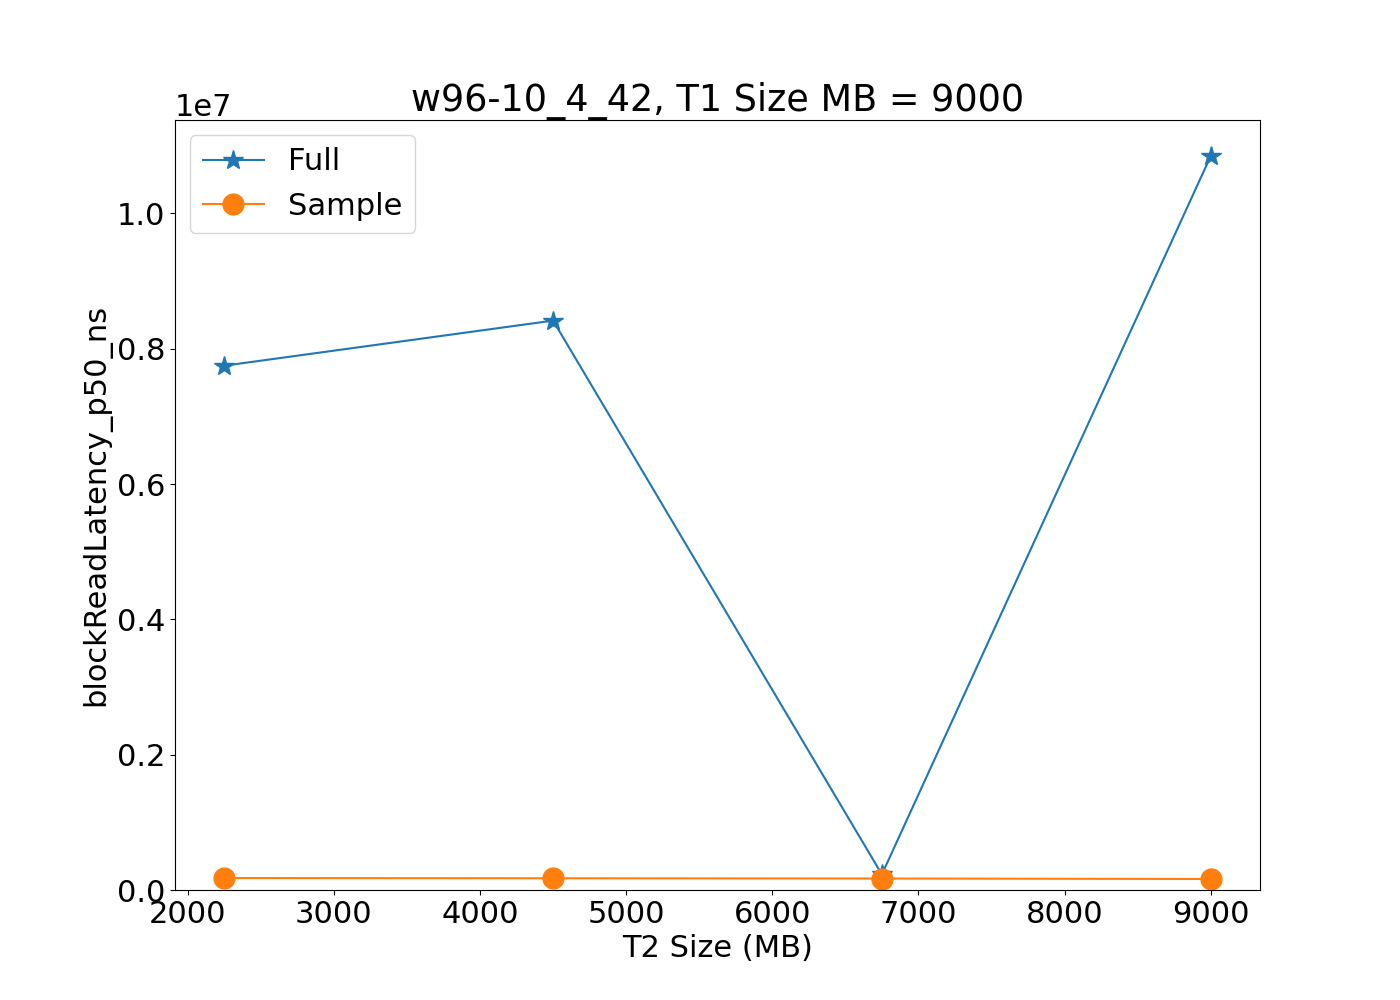 w96-10_4_42, T1 Size MB = 9000
1e7
Full
Sample
1.0
0.8
0.6
0.4
0.2
0.0
blockReadLatency_p50_ns
2000 3000 4000 5000 6000 7000 8000 9000
T2 Size (MB)